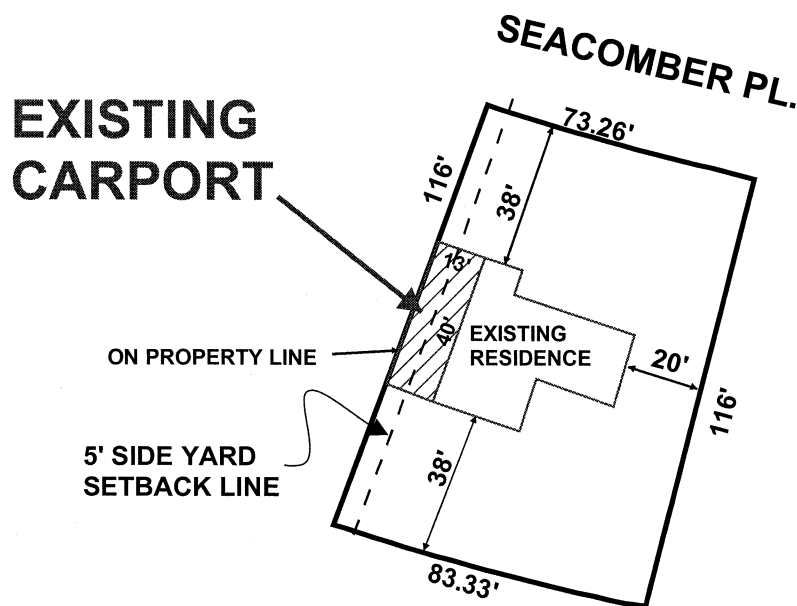 SEACOMBER PL.
EXISTING
CARPORT
73.26'
116'
38'
13'
40'
EXISTING
RESIDENCE
ON PROPERTY LINE
20'
116'
5' SIDE YARD
SETBACK LINE
38'
83.33'